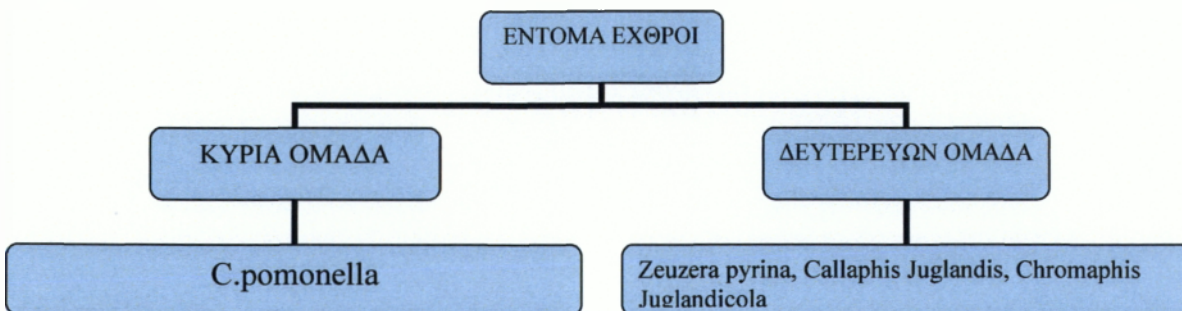 ΕΝΤΟΜΑ ΕΧΘΡΟΙ
ΚΥΡΙΑ ΟΜΑΔΑ
ΔΕΥΤΕΡΕΥΩΝ ΟΜΑΔΑ
C.pomonella
Zeuzera pyrina, Callaphis Juglandis, Chromaphis
Juglandicola